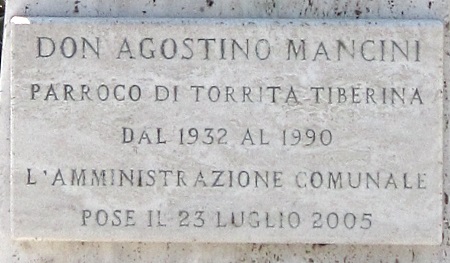 DON AGOSTINO MANCINI
PARROCO DI TORRITA TIBERINA
DAL 1932 AL 1990
L'AMMINISTRAZIONE COMUNALE
POSE IL 23 LUGLIO 2005